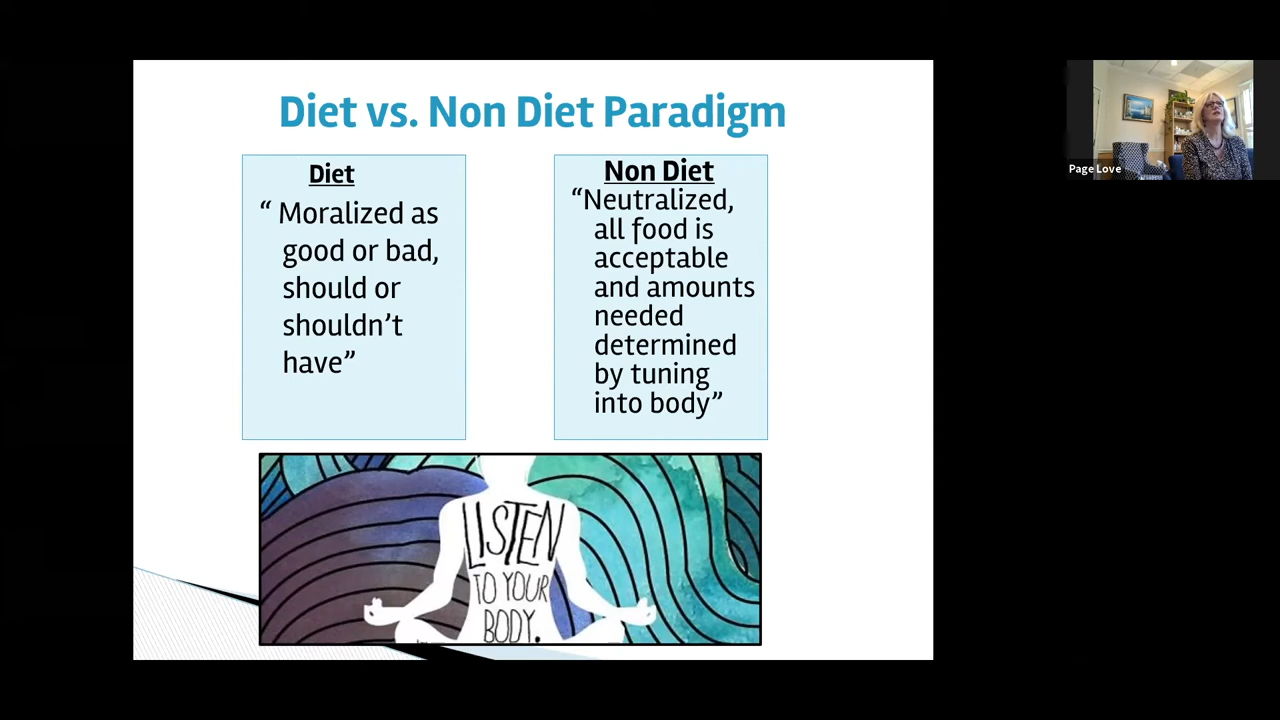 Diet vs. Non Diet Paradigm
Diet
“ Moralized as
good or bad,
should or
shouldn’t
have”
Non Diet
“Neutralized,
all food is
acceptable
and amounts
needed
determined
by tuning
into body”
LISTEN
TO YOUR
BODY.
Page Love